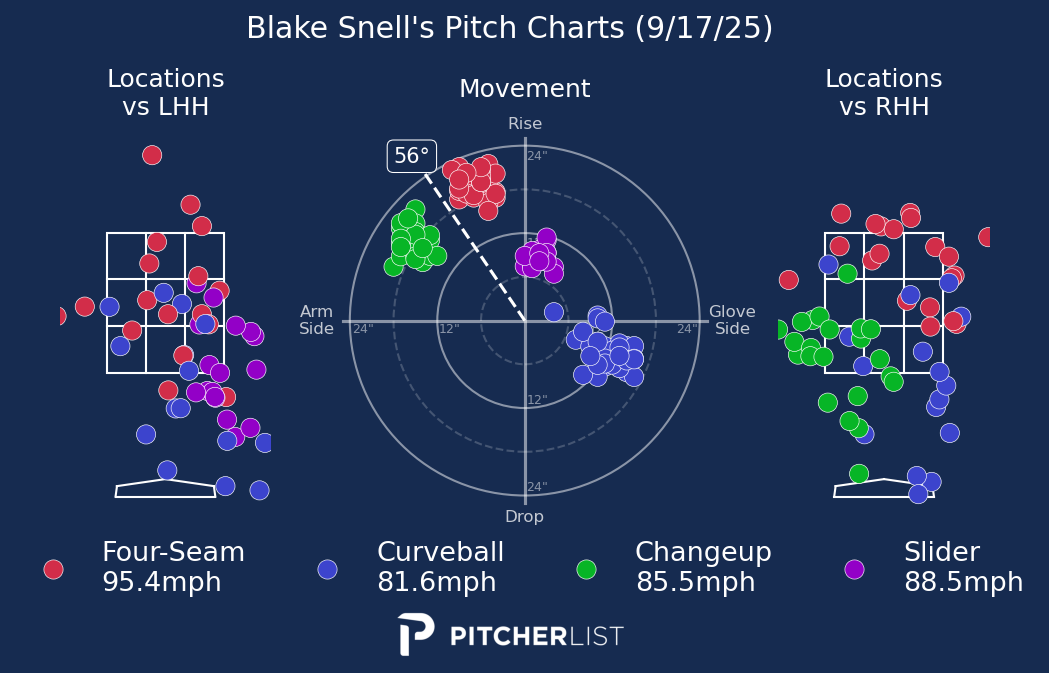 Blake Snell's Pitch Charts (9/17/25)
Locations
vs LHH
Movement
Locations
vs RHH
Rise
56°
24"
Arm
Side
24"
12"
24"
Glove
Side
12"
24"
Drop
Four-Seam
95.4mph
Curveball
81.6mph
Changeup
85.5mph
Slider
88.5mph
PITCHERLIST